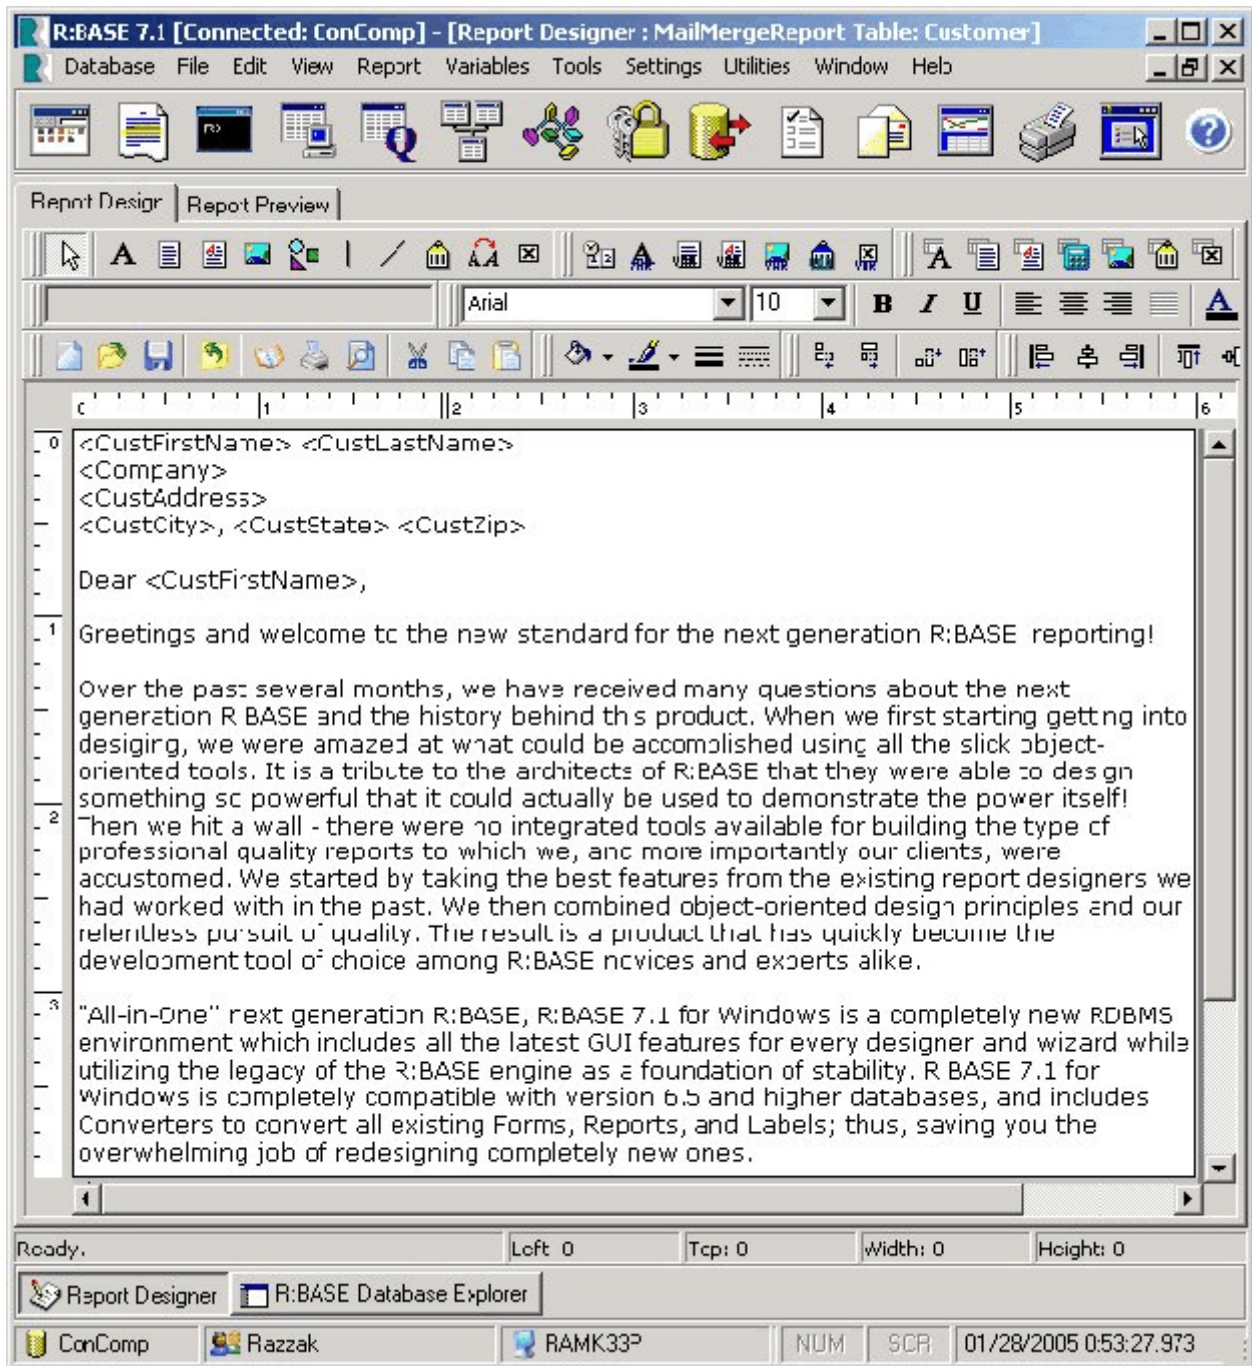 R:BASE 7.1 [Connected: ConComp] - [Report Designer : MailMergeReport Table: Customer]
Database File Edit View Report Variables Tools Settings Utilities Window Help
Report Design Report Preview
Arial 10 B I U A
0 1 2 3 4 5 6
0 <CustFirstName> <CustLastName>
<Company>
<CustAddress>
<CustCity>, <CustState> <CustZip>
Dear <CustFirstName>,
1 Greetings and welcome to the new standard for the next generation R:BASE reporting!
Over the past several months, we have received many questions about the next
generation R:BASE and the history behind this product. When we first starting getting into
desiging, we were amazed at what could be accomplished using all the slick object-
oriented tools. It is a tribute to the architects of R:BASE that they were able to design
something so powerful that it could actually be used to demonstrate the power itself!
2 Then we hit a wall - there were no integrated tools available for building the type of
professional quality reports to which we, and more importantly our clients, were
accustomed. We started by taking the best features from the existing report designers we
had worked with in the past. We then combined object-oriented design principles and our
relentless pursuit of quality. The result is a product that has quickly become the
development tool of choice among R:BASE novices and experts alike.
3 "All-in-One" next generation R:BASE, R:BASE 7.1 for Windows is a completely new RDBMS
environment which includes all the latest GUI features for every designer and wizard while
utilizing the legacy of the R:BASE engine as a foundation of stability. R:BASE 7.1 for
Windows is completely compatible with version 6.5 and higher databases, and includes
Converters to convert all existing Forms, Reports, and Labels; thus, saving you the
overwhelming job of redesigning completely new ones.
Ready. Left: 0 Top: 0 Width: 0 Height: 0
Report Designer R:BASE Database Explorer
ConComp Razzak RAMK33P NUM SCR 01/28/2005 0:53:27.973